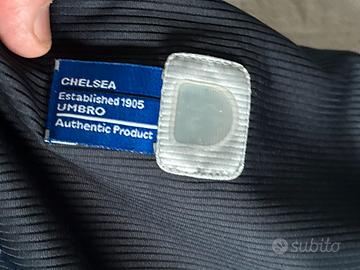 CHELSEA
Established 1905
UMBRO
Authentic Product
subito